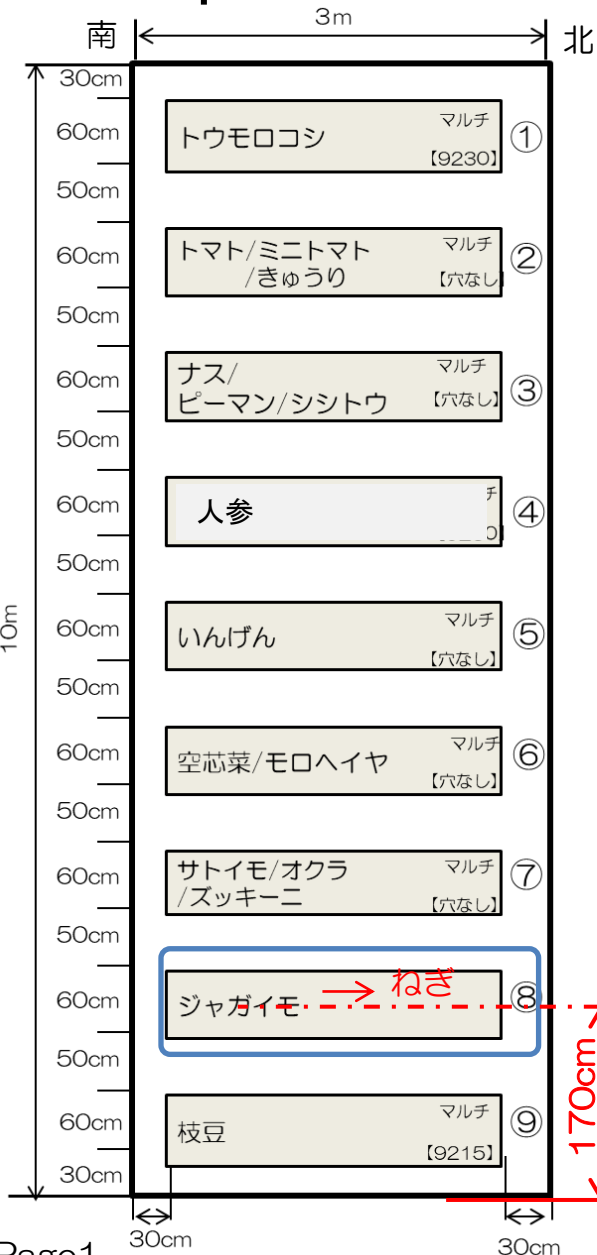 3m
南
北
30cm
60cm
トウモロコシ
マルチ
【9230】
①
50cm
60cm
トマト/ミニトマト
/きゅうり
マルチ
【穴なし
②
50cm
60cm
ナス/
ピーマン/シシトウ
マルチ
【穴なし】
③
50cm
60cm
人参
④
50cm
10m
60cm
いんげん
マルチ
【穴なし】
⑤
50cm
60cm
空芯菜/モロヘイヤ
マルチ
【穴なし】
⑥
50cm
60cm
サトイモ/オクラ
/ズッキーニ
マルチ
【穴なし】
⑦
50cm
60cm
ジャガイモ
→ ねぎ
⑧
50cm
170cm
60cm
枝豆
マルチ
【9215】
⑨
30cm
30cm
30cm
Page1